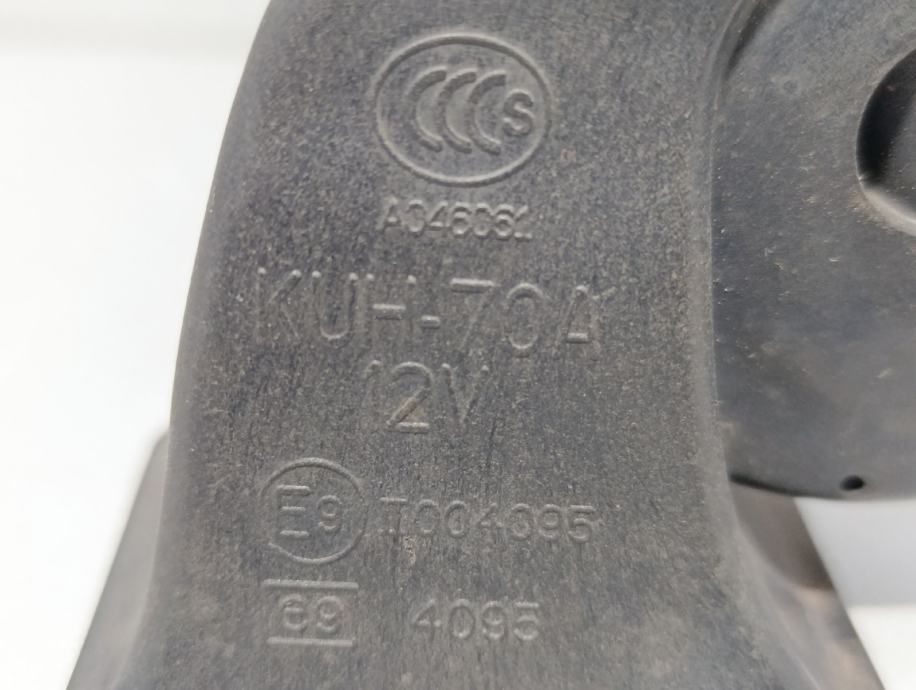 CCC S
A046061
KUH-70A
12V
E9 T004095
69 4095